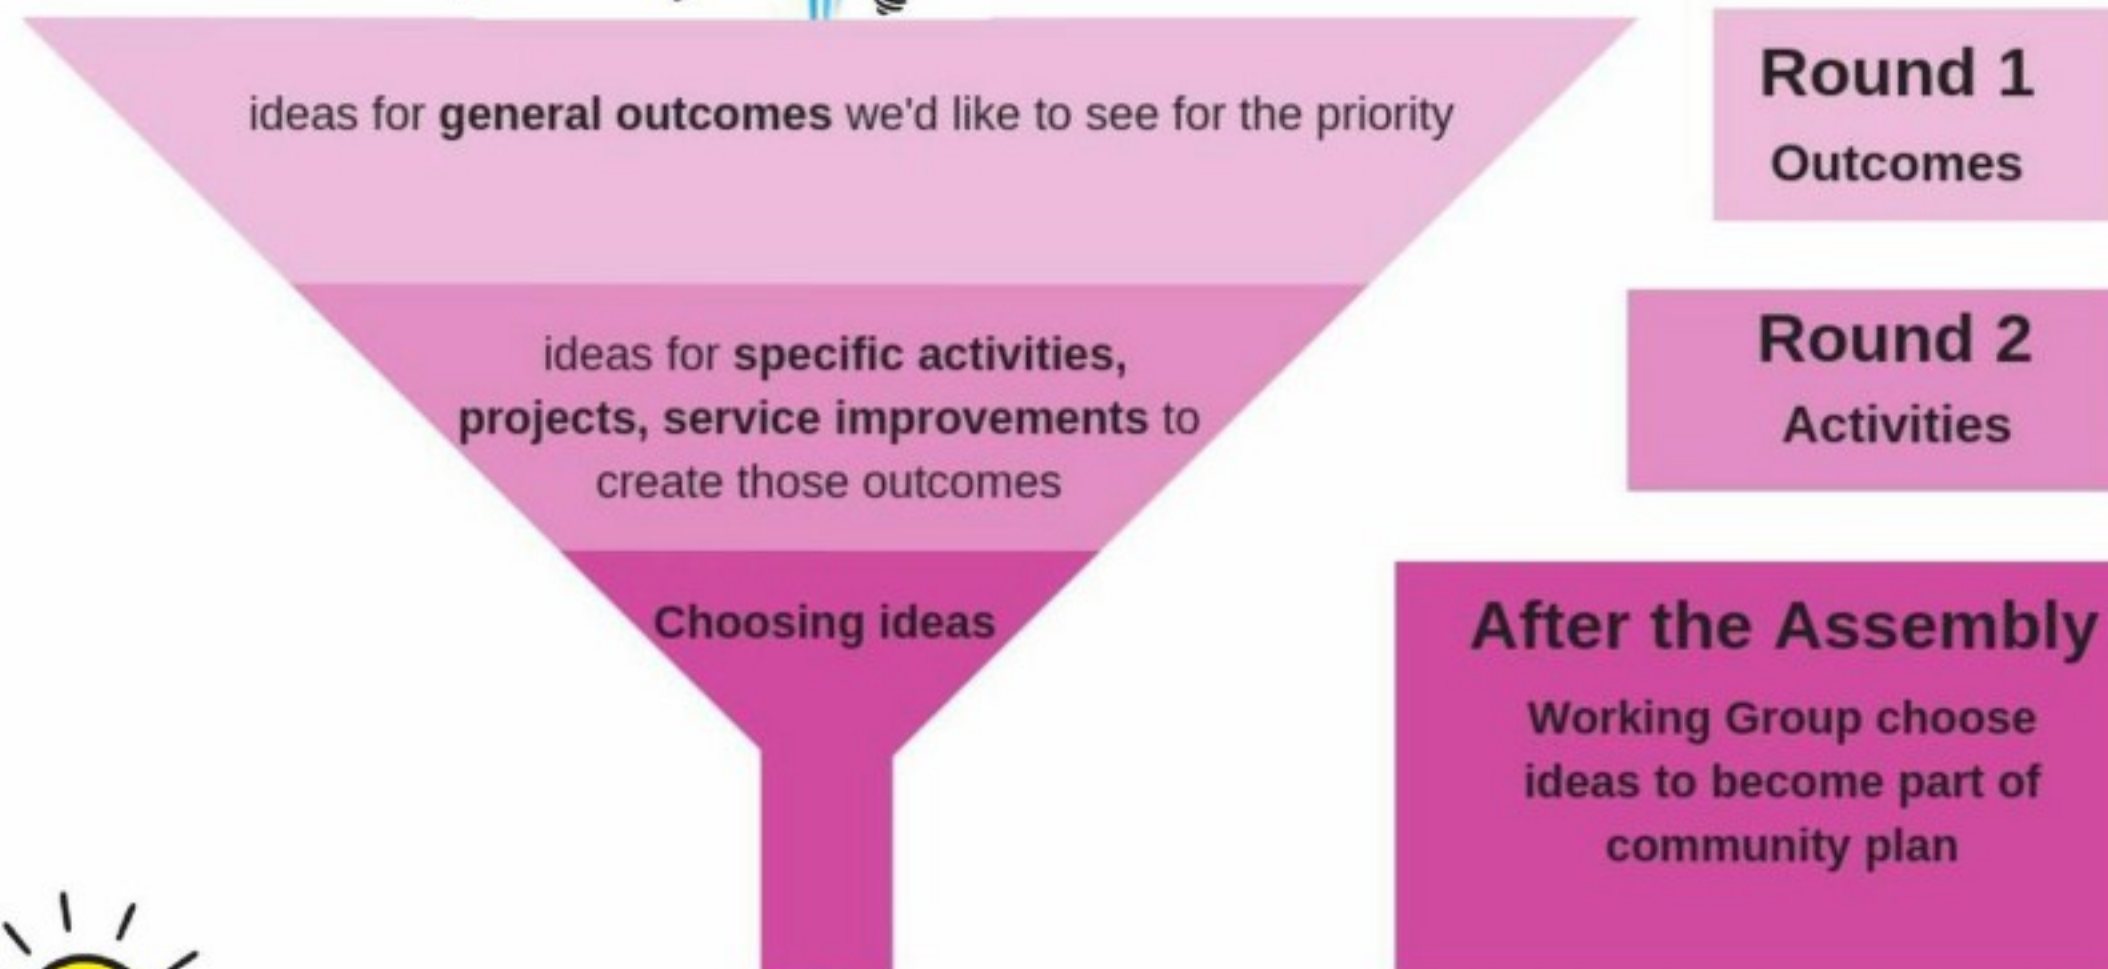 ideas for general outcomes we'd like to see for the priority
Round 1
Outcomes
ideas for specific activities,
projects, service improvements to
create those outcomes
Round 2
Activities
Choosing ideas
After the Assembly
Working Group choose
ideas to become part of
community plan